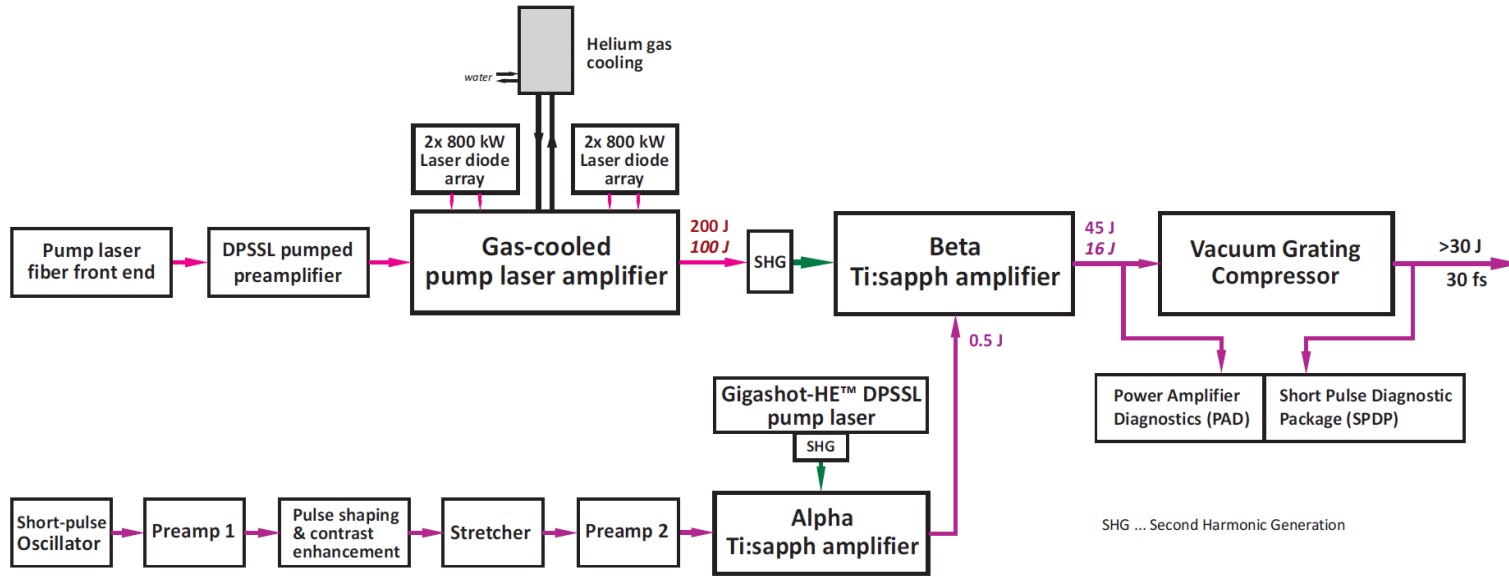 Helium gas
cooling
water
2x 800 kW
Laser diode
array
2x 800 kW
Laser diode
array
Pump laser
fiber front end
DPSSL pumped
preamplifier
Gas-cooled
pump laser amplifier
200 J
100 J
SHG
Beta
Ti:sapph amplifier
45 J
16 J
Vacuum Grating
Compressor
>30 J
30 fs
0.5 J
Gigashot-HE™ DPSSL
pump laser
SHG
Power Amplifier
Diagnostics (PAD)
Short Pulse Diagnostic
Package (SPDP)
Short-pulse
Oscillator
Preamp 1
Pulse shaping
& contrast
enhancement
Stretcher
Preamp 2
Alpha
Ti:sapph amplifier
SHG ... Second Harmonic Generation